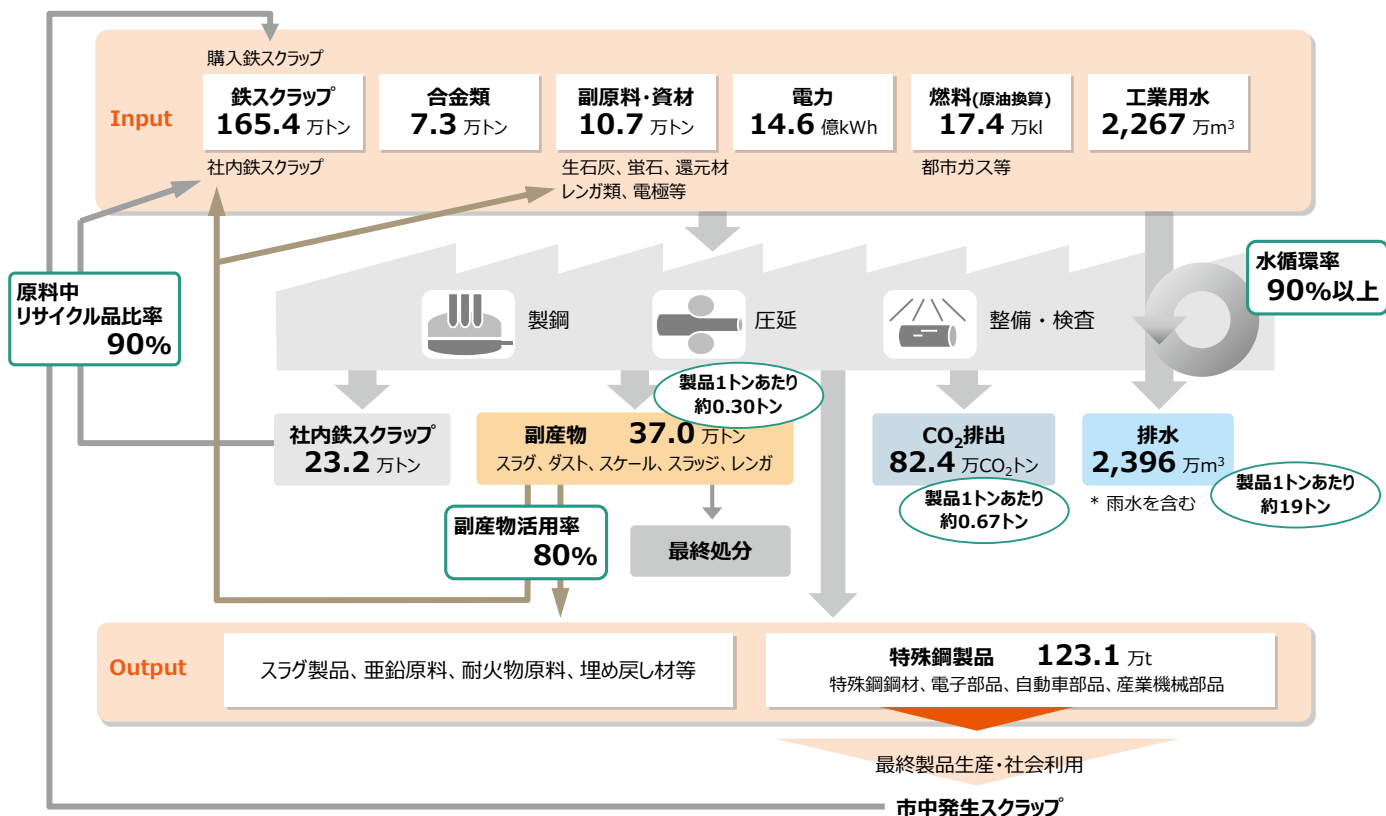 購入鉄スクラップ
Input
鉄スクラップ
165.4 万トン
合金類
7.3 万トン
副原料・資材
10.7 万トン
電力
14.6 億kWh
燃料(原油換算)
17.4 万kl
工業用水
2,267 万m³
社内鉄スクラップ
生石灰、蛍石、還元材
レンガ類、電極等
都市ガス等
原料中
リサイクル品比率
90%
製鋼
圧延
整備・検査
水循環率
90%以上
社内鉄スクラップ
23.2 万トン
製品1トンあたり
約0.30トン
副産物 37.0 万トン
スラグ、ダスト、スケール、スラッジ、レンガ
CO₂排出
82.4 万CO₂トン
製品1トンあたり
約0.67トン
排水
2,396 万m³
* 雨水を含む
製品1トンあたり
約19トン
副産物活用率
80%
最終処分
Output
スラグ製品、亜鉛原料、耐火物原料、埋め戻し材等
特殊鋼製品 123.1 万t
特殊鋼鋼材、電子部品、自動車部品、産業機械部品
最終製品生産・社会利用
市中発生スクラップ